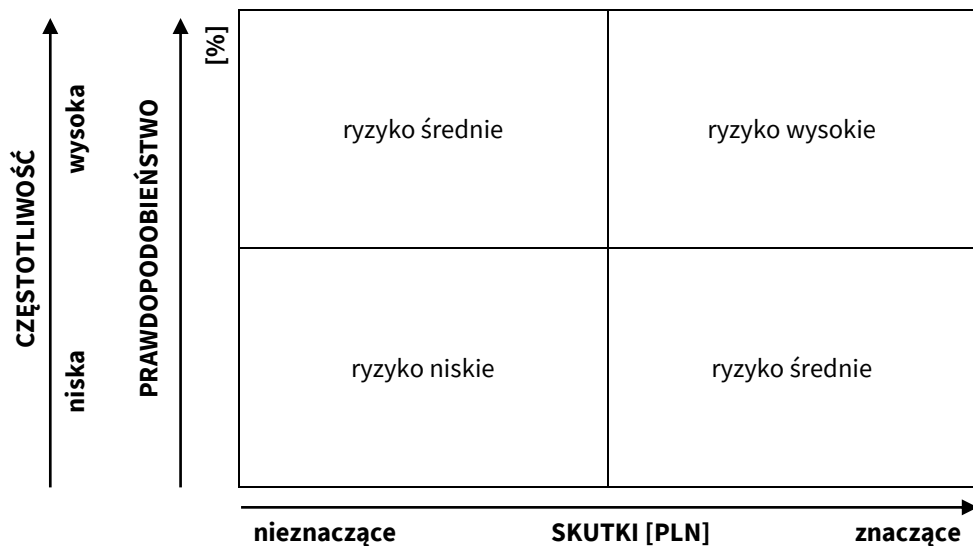 CZĘSTOTLIWOŚĆ
niska
wysoka
PRAWDOPODOBIEŃSTWO
[%]
ryzyko średnie
ryzyko wysokie
ryzyko niskie
ryzyko średnie
nieznaczące
SKUTKI [PLN]
znaczące